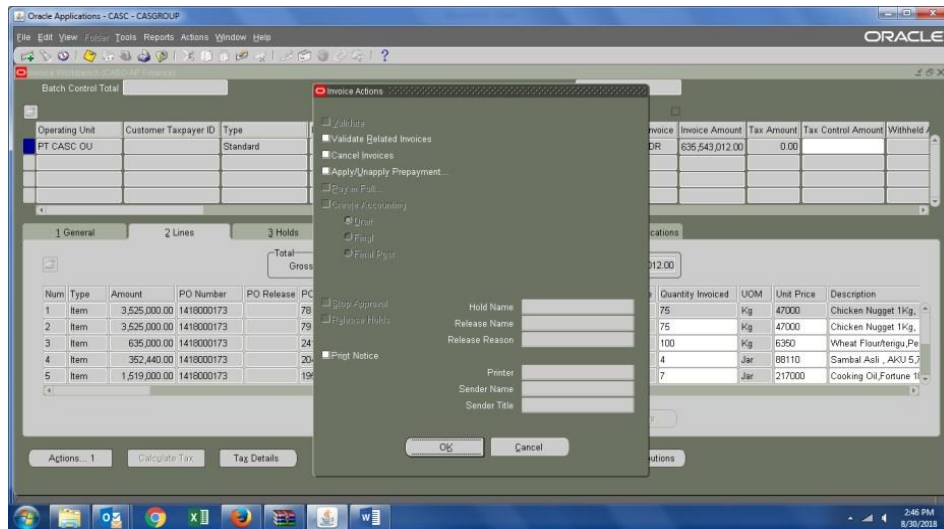 Oracle Applications - CASC - CASGROUP
File Edit View Folder Tools Reports Actions Window Help
ORACLE
Batch Control Total
Invoice Actions
Operating Unit
Customer Taxpayer ID
Type
Invoice Amount
Tax Amount
Tax Control Amount
PT CASC OU
Standard
635,543,012.00
0.00
Validate
Validate Related Invoices
Cancel Invoices
Apply/Unapply Prepayment...
Pay in Full...
Create Accounting
Draft
Final
Final Post
Stop Approval
Release Holds
Print Notice
Hold Name
Release Name
Release Reason
Printer
Sender Name
Sender Title
OK
Cancel
1 General
2 Lines
3 Holds
Total
Gross
Num Type Amount PO Number PO Release
Quantity Invoiced UOM Unit Price Description
1 Item 3,525,000.00 1418000173 75 Kg 47000 Chicken Nugget 1Kg,
2 Item 3,525,000.00 1418000173 75 Kg 47000 Chicken Nugget 1Kg,
3 Item 635,000.00 1418000173 100 Kg 6350 Wheat Flour/terigu,Pe
4 Item 352,440.00 1418000173 4 Jar 88110 Sambal Asli , AKU 5,7
5 Item 1,519,000.00 1418000173 7 Jar 217000 Cooking Oil,Fortune 18
Actions... 1
Calculate Tax
Tax Details
2:46 PM